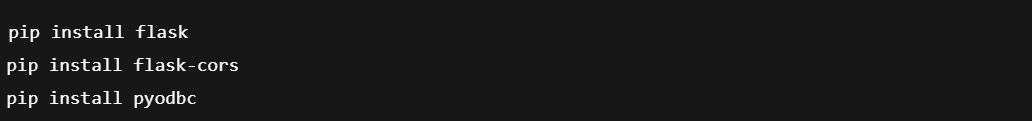 pip install flask
pip install flask-cors
pip install pyodbc